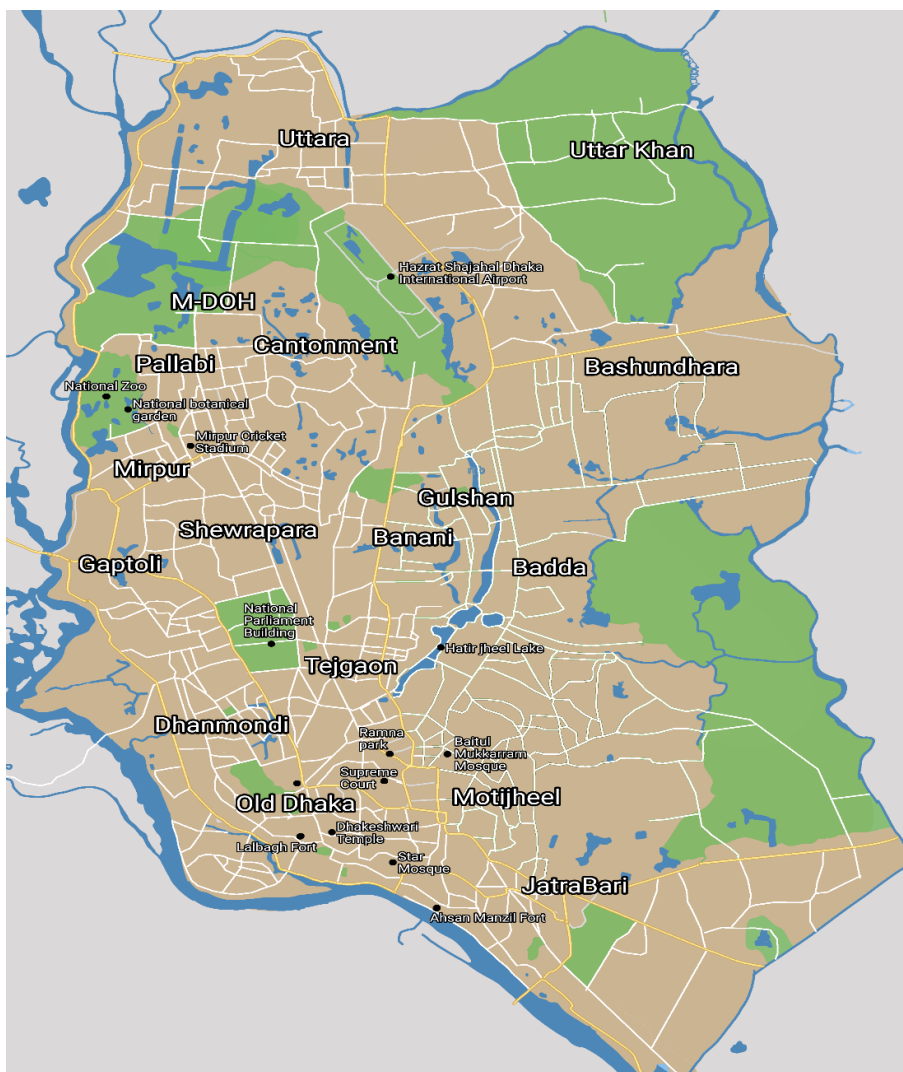 Uttara
Uttar Khan
Hazrat Shajahal Dhaka
International Airport
M-DOH
Cantonment
Pallabi
Bashundhara
National Zoo
National botanical
garden
Mirpur Cricket
Stadium
Mirpur
Gulshan
Shewrapara
Banani
Gaptoli
Badda
National
Parliament
Building
Hatir jheel Lake
Tejgaon
Dhanmondi
Ramna
park
Baitul
Mukkarram
Mosque
Supreme
Court
Motijheel
Old Dhaka
Dhakeshwari
Temple
Lalbagh Fort
Star
Mosque
JatraBari
Ahsan Manzil Fort